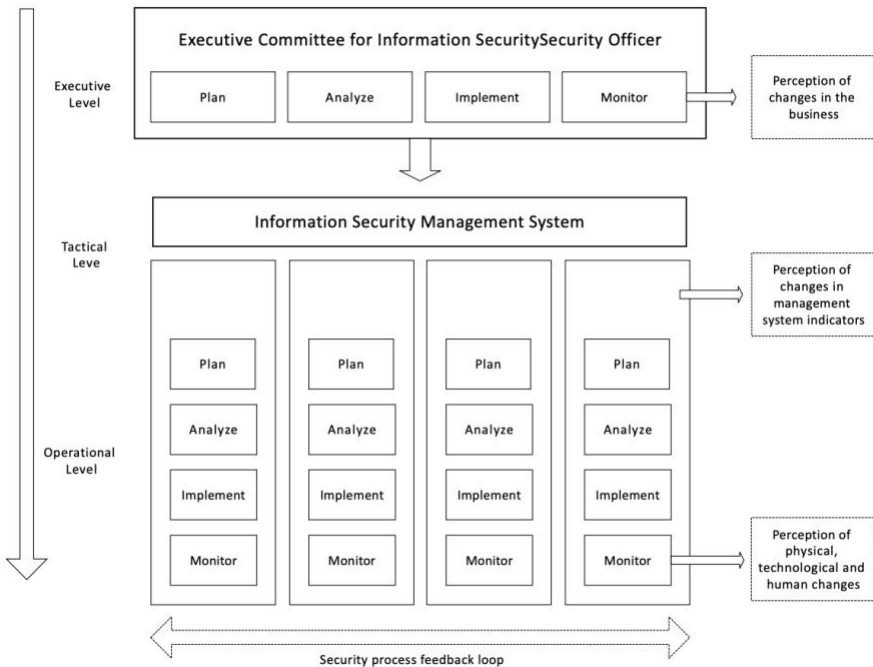 Executive Committee for Information SecuritySecurity Officer
Executive
Level
Plan
Analyze
Implement
Monitor
Perception of
changes in the
business
Information Security Management System
Tactical
Leve
Perception of
changes in
management
system indicators
Plan
Plan
Plan
Plan
Analyze
Analyze
Analyze
Analyze
Operational
Level
Implement
Implement
Implement
Implement
Monitor
Monitor
Monitor
Monitor
Perception of
physical,
technological and
human changes
Security process feedback loop